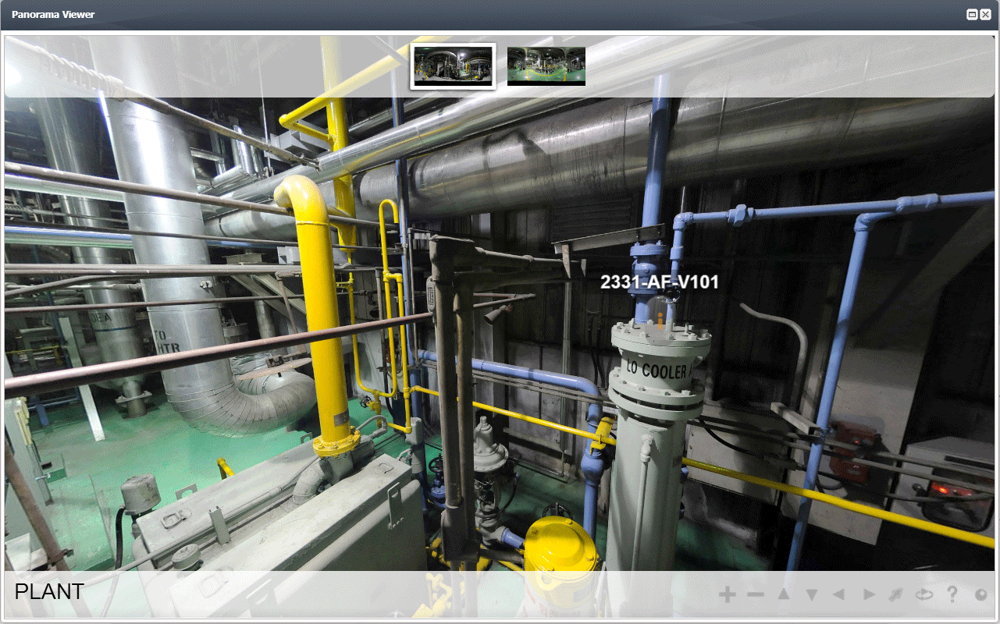 Panorama Viewer
2331-AF-V101
DEA
TO
HTR
LO COOLER A
PLANT